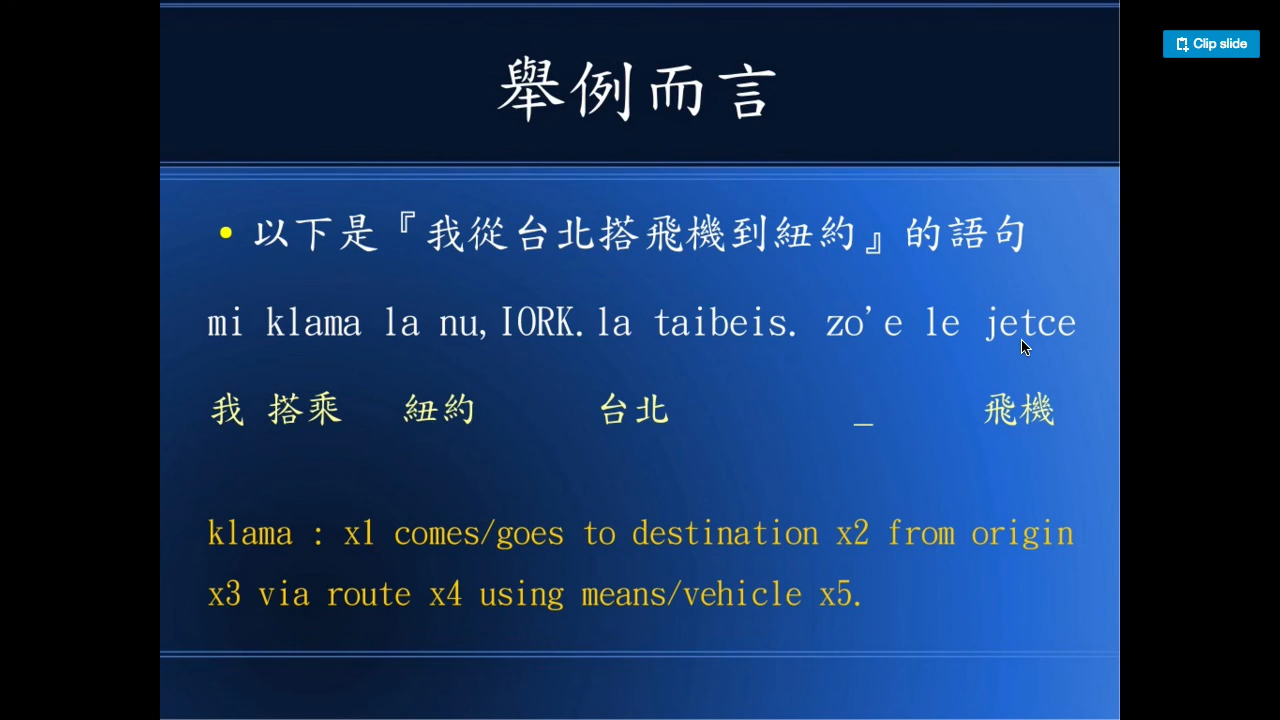 Clip slide
舉例而言
• 以下是『我從台北搭飛機到紐約』的語句
mi klama la nu,IORK. la taibeis. zo'e le jetce
我 搭乘 紐約 台北 _ 飛機
klama : x1 comes/goes to destination x2 from origin
x3 via route x4 using means/vehicle x5.